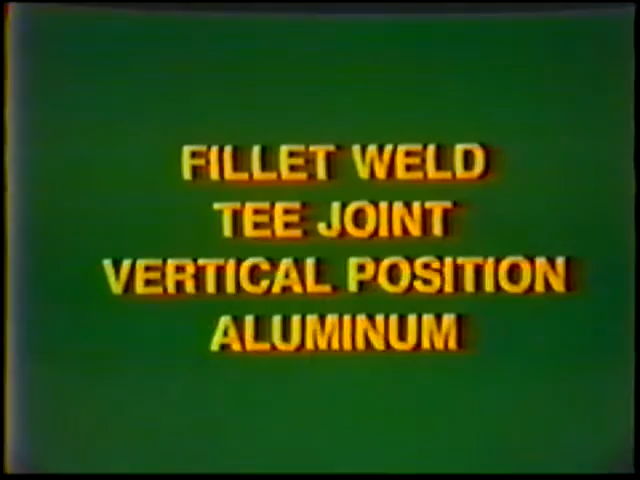 FILLET WELD
TEE JOINT
VERTICAL POSITION
ALUMINUM